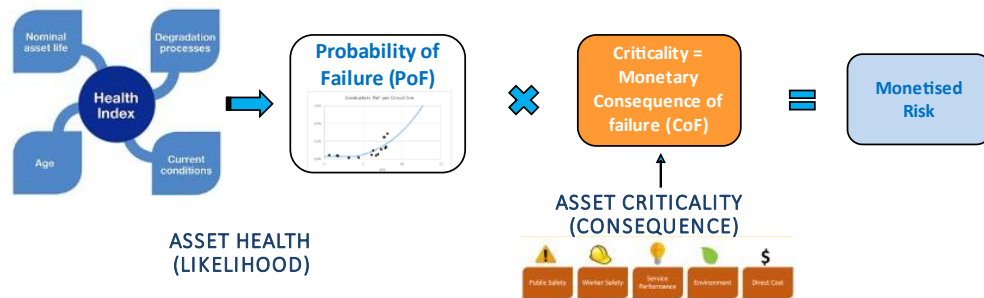 Nominal
asset life
Degradation
processes
Health
Index
Age
Current
conditions
Probability of
Failure (PoF)
Criticality =
Monetary
Consequence of
failure (CoF)
Monetised
Risk
ASSET HEALTH
(LIKELIHOOD)
ASSET CRITICALITY
(CONSEQUENCE)
Public Safety
Worker Safety
Service
Performance
Environment
$
Direct Cost